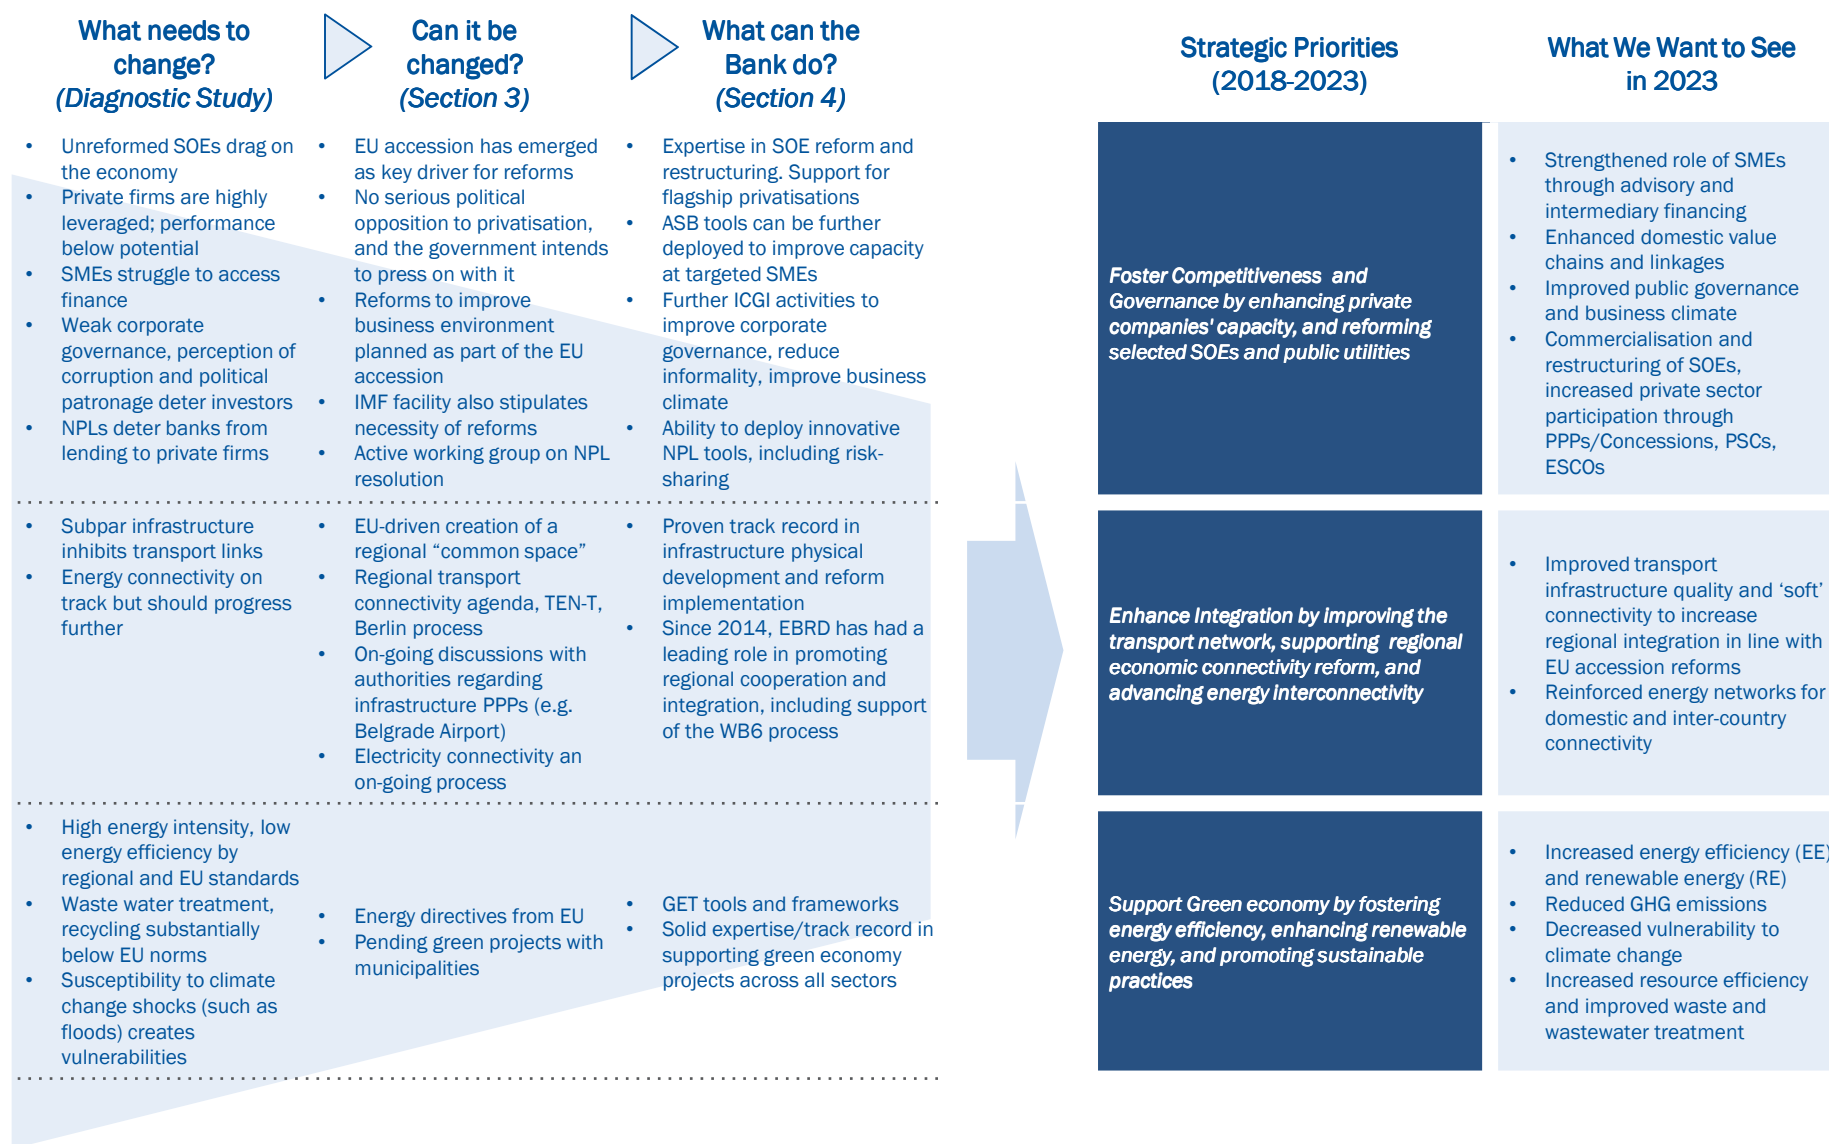 What needs to
change?
(Diagnostic Study)
Can it be
changed?
(Section 3)
What can the
Bank do?
(Section 4)
Strategic Priorities
(2018-2023)
What We Want to See
in 2023
• Unreformed SOEs drag on
the economy
• Private firms are highly
leveraged; performance
below potential
• SMEs struggle to access
finance
• Weak corporate
governance, perception of
corruption and political
patronage deter investors
• NPLs deter banks from
lending to private firms
• EU accession has emerged
as key driver for reforms
• No serious political
opposition to privatisation,
and the government intends
to press on with it
• Reforms to improve
business environment
planned as part of the EU
accession
• IMF facility also stipulates
necessity of reforms
• Active working group on NPL
resolution
• Expertise in SOE reform and
restructuring. Support for
flagship privatisations
• ASB tools can be further
deployed to improve capacity
at targeted SMEs
• Further ICGI activities to
improve corporate
governance, reduce
informality, improve business
climate
• Ability to deploy innovative
NPL tools, including risk-
sharing
Foster Competitiveness and
Governance by enhancing private
companies' capacity, and reforming
selected SOEs and public utilities
• Strengthened role of SMEs
through advisory and
intermediary financing
• Enhanced domestic value
chains and linkages
• Improved public governance
and business climate
• Commercialisation and
restructuring of SOEs,
increased private sector
participation through
PPPs/Concessions, PSCs,
ESCOs
• Subpar infrastructure
inhibits transport links
• Energy connectivity on
track but should progress
further
• EU-driven creation of a
regional “common space”
• Regional transport
connectivity agenda, TEN-T,
Berlin process
• On-going discussions with
authorities regarding
infrastructure PPPs (e.g.
Belgrade Airport)
• Electricity connectivity an
on-going process
• Proven track record in
infrastructure physical
development and reform
implementation
• Since 2014, EBRD has had a
leading role in promoting
regional cooperation and
integration, including support
of the WB6 process
Enhance Integration by improving the
transport network, supporting regional
economic connectivity reform, and
advancing energy interconnectivity
• Improved transport
infrastructure quality and ‘soft’
connectivity to increase
regional integration in line with
EU accession reforms
• Reinforced energy networks for
domestic and inter-country
connectivity
• High energy intensity, low
energy efficiency by
regional and EU standards
• Waste water treatment,
recycling substantially
below EU norms
• Susceptibility to climate
change shocks (such as
floods) creates
vulnerabilities
• Energy directives from EU
• Pending green projects with
municipalities
• GET tools and frameworks
• Solid expertise/track record in
supporting green economy
projects across all sectors
Support Green economy by fostering
energy efficiency, enhancing renewable
energy, and promoting sustainable
practices
• Increased energy efficiency (EE)
and renewable energy (RE)
• Reduced GHG emissions
• Decreased vulnerability to
climate change
• Increased resource efficiency
and improved waste and
wastewater treatment